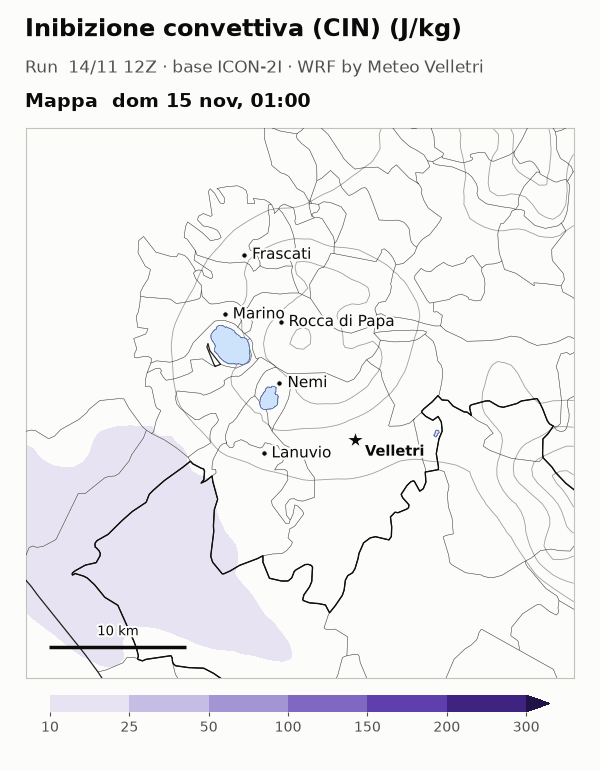 Inibizione convettiva (CIN) (J/kg)
Run  14/11 12Z · base ICON-2I · WRF by Meteo Velletri
Mappa  dom 15 nov, 01:00
Frascati
Marino
Rocca di Papa
Nemi
Velletri
Lanuvio
10 km
10 25 50 100 150 200 300